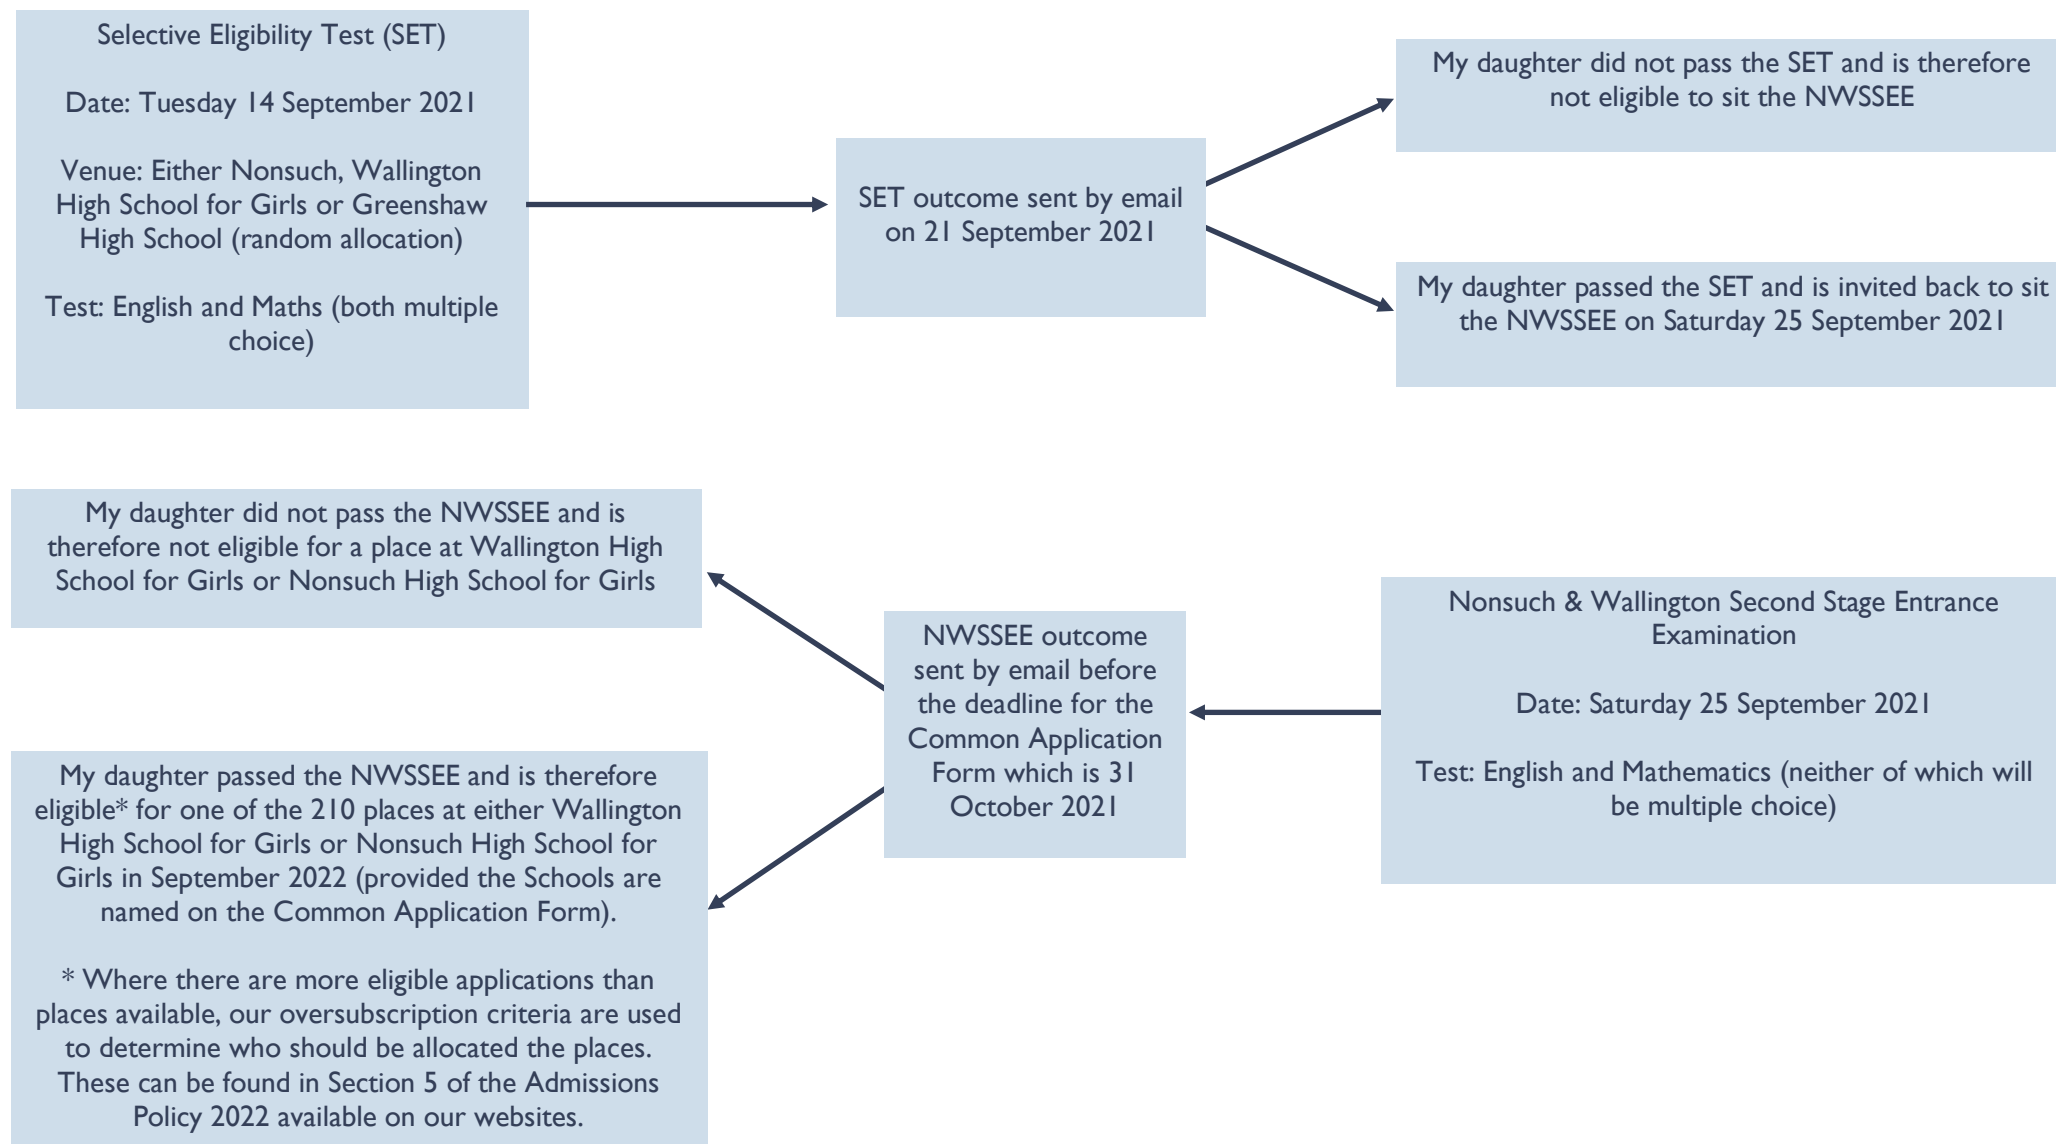 Selective Eligibility Test (SET)
Date: Tuesday 14 September 2021
Venue: Either Nonsuch, Wallington
High School for Girls or Greenshaw
High School (random allocation)
Test: English and Maths (both multiple
choice)
SET outcome sent by email
on 21 September 2021
My daughter did not pass the SET and is therefore
not eligible to sit the NWSSEE
My daughter passed the SET and is invited back to sit
the NWSSEE on Saturday 25 September 2021
Nonsuch & Wallington Second Stage Entrance
Examination
Date: Saturday 25 September 2021
Test: English and Mathematics (neither of which will
be multiple choice)
NWSSEE outcome
sent by email before
the deadline for the
Common Application
Form which is 31
October 2021
My daughter did not pass the NWSSEE and is
therefore not eligible for a place at Wallington High
School for Girls or Nonsuch High School for Girls
My daughter passed the NWSSEE and is therefore
eligible* for one of the 210 places at either Wallington
High School for Girls or Nonsuch High School for
Girls in September 2022 (provided the Schools are
named on the Common Application Form).
* Where there are more eligible applications than
places available, our oversubscription criteria are used
to determine who should be allocated the places.
These can be found in Section 5 of the Admissions
Policy 2022 available on our websites.